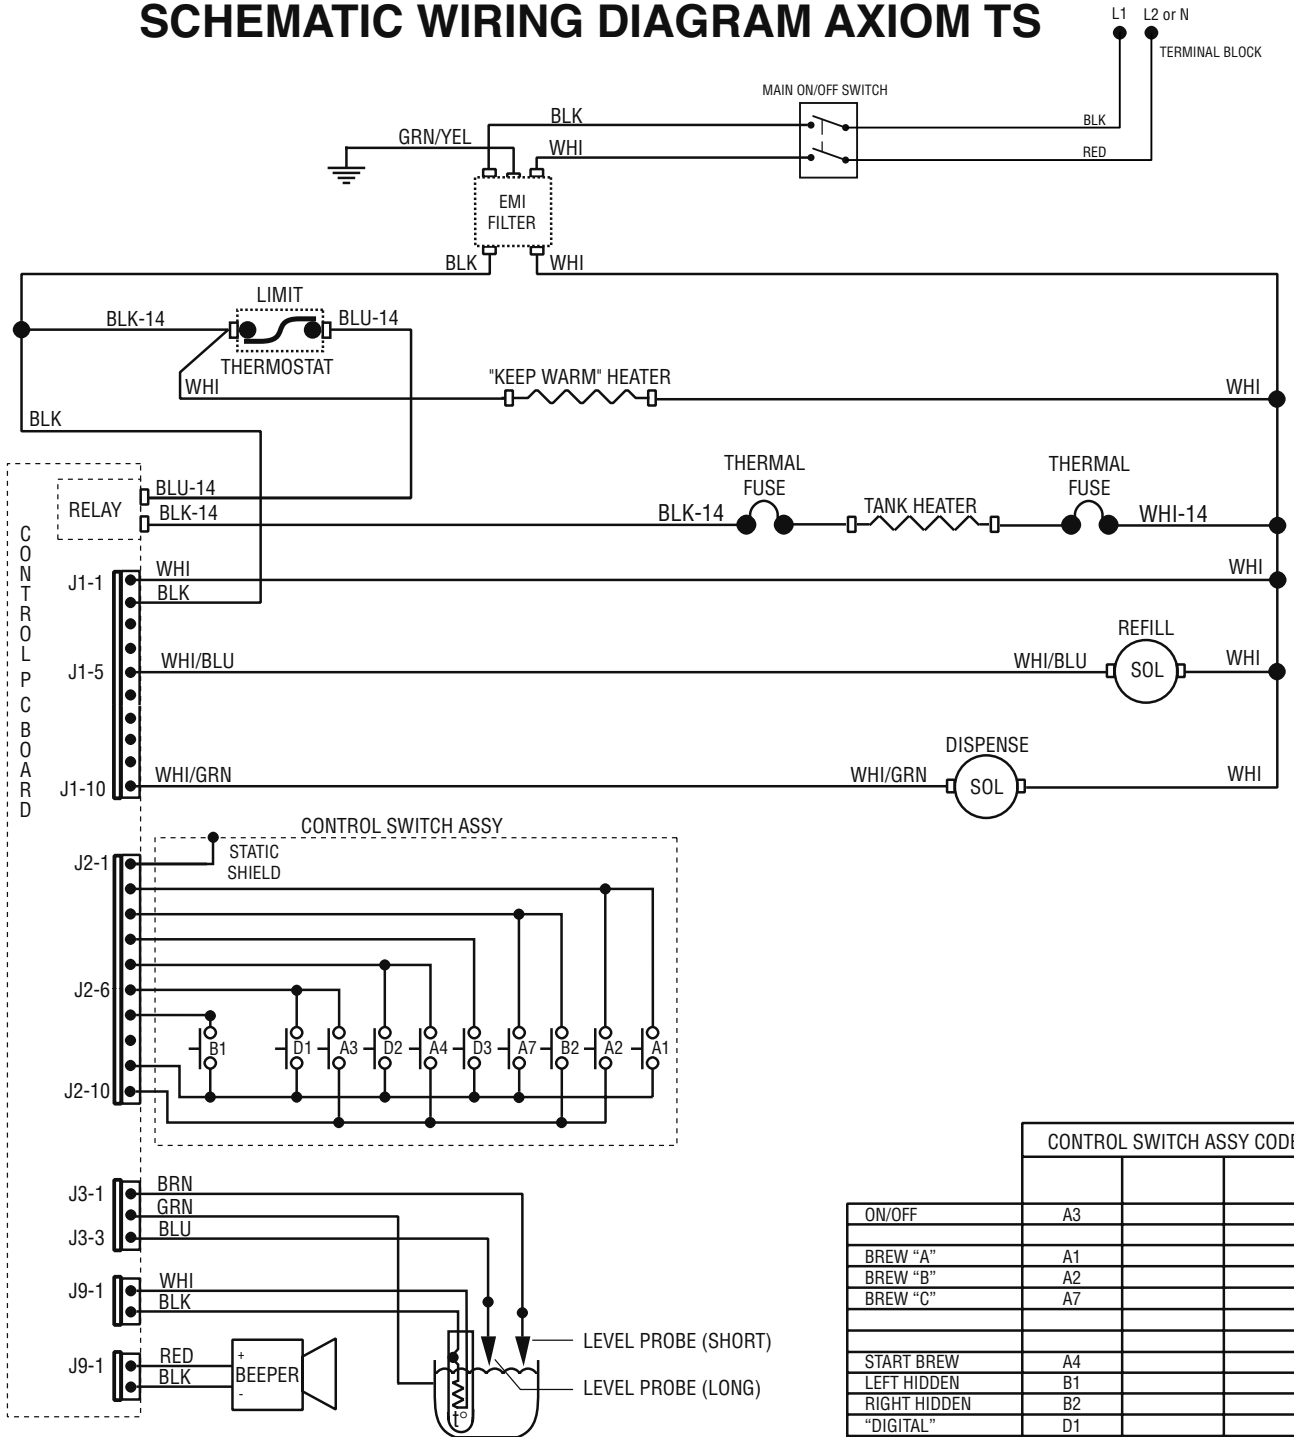 SCHEMATIC WIRING DIAGRAM AXIOM TS
L1 L2 or N
TERMINAL BLOCK
MAIN ON/OFF SWITCH
BLK
BLK
GRN/YEL
WHI
RED
EMI
FILTER
BLK
WHI
LIMIT
BLK-14
BLU-14
THERMOSTAT
WHI
"KEEP WARM" HEATER
WHI
BLK
CONTROL PC BOARD
RELAY
BLU-14
BLK-14
THERMAL
FUSE
BLK-14
TANK HEATER
THERMAL
FUSE
WHI-14
J1-1
WHI
WHI
BLK
REFILL
J1-5
WHI/BLU
WHI/BLU
SOL
WHI
DISPENSE
J1-10
WHI/GRN
WHI/GRN
SOL
WHI
CONTROL SWITCH ASSY
J2-1
STATIC
SHIELD
J2-6
B1 D1 A3 D2 A4 D3 A7 B2 A2 A1
J2-10
J3-1
BRN
GRN
J3-3
BLU
J9-1
WHI
BLK
J9-1
RED
BLK
+
BEEPER
-
t°
LEVEL PROBE (SHORT)
LEVEL PROBE (LONG)
CONTROL SWITCH ASSY CODE
ON/OFF A3
BREW “A” A1
BREW “B” A2
BREW “C” A7
START BREW A4
LEFT HIDDEN B1
RIGHT HIDDEN B2
“DIGITAL” D1